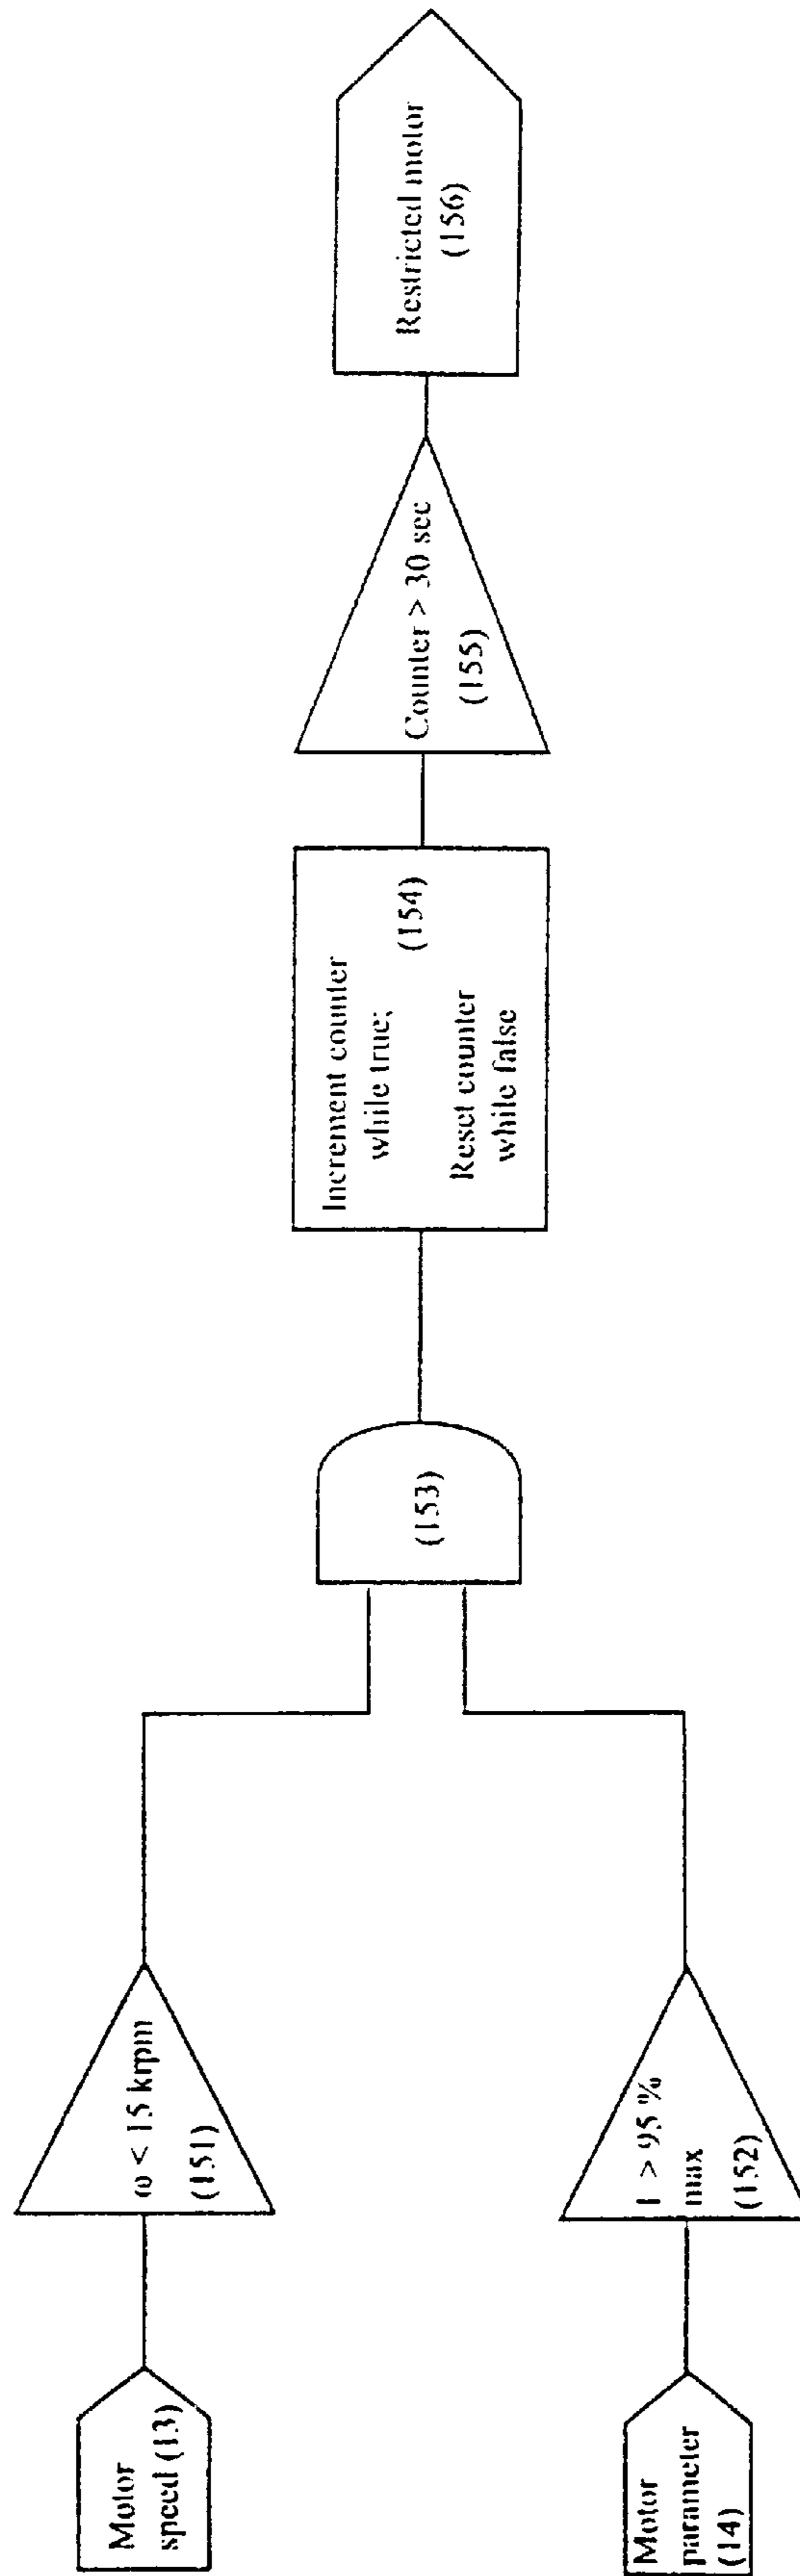 Motor
speed (13)
ω < 15 krpm
(151)
Motor
parameter
(14)
I > 95 %
max
(152)
(153)
Increment counter
while true;
(154)
Reset counter
while false
Counter > 30 sec
(155)
Restricted motor
(156)